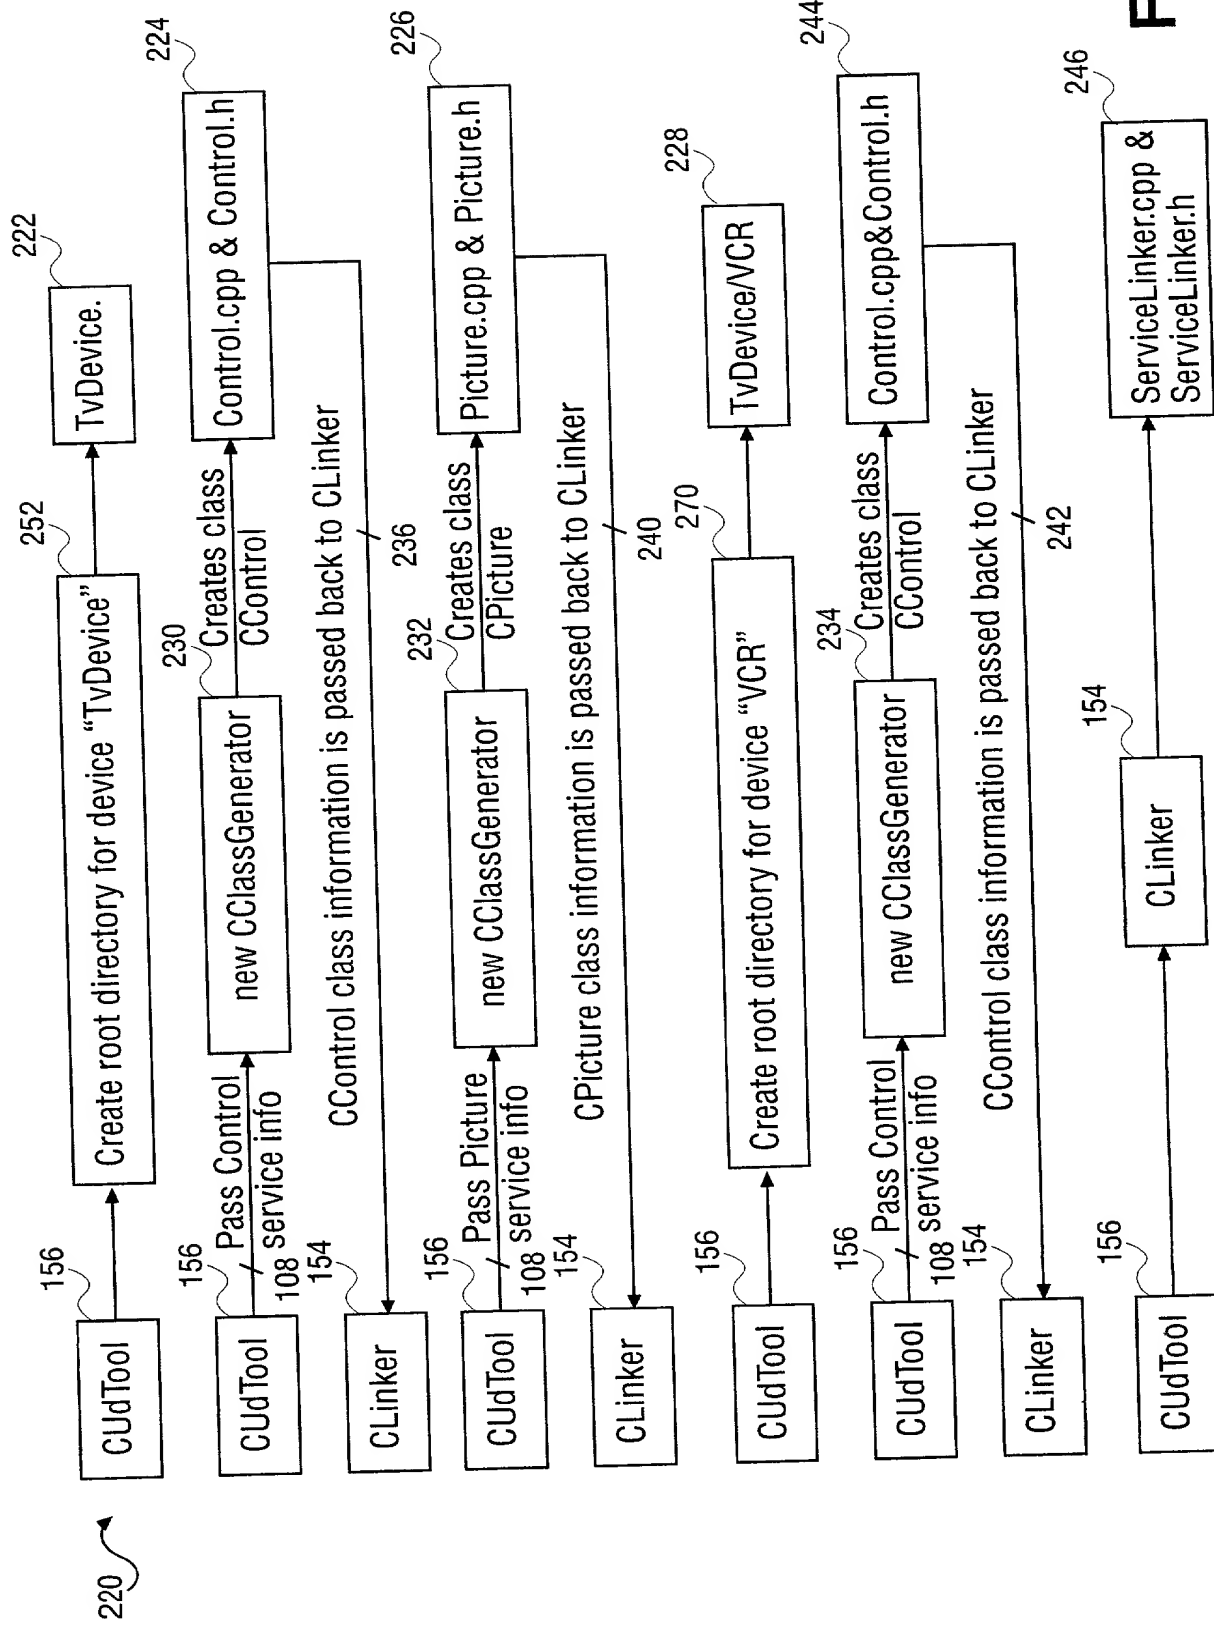 220
156
CUdTool
252
Create root directory for device “TvDevice”
222
TvDevice.
156
CUdTool
Pass Control
service info
108
230
new CClassGenerator
Creates class
CControl
224
Control.cpp & Control.h
CControl class information is passed back to CLinker
236
154
CLinker
156
CUdTool
Pass Picture
service info
108
232
new CClassGenerator
Creates class
CPicture
226
Picture.cpp & Picture.h
CPicture class information is passed back to CLinker
240
154
CLinker
156
CUdTool
270
Create root directory for device “VCR”
228
TvDevice/VCR
156
CUdTool
Pass Control
service info
108
234
new CClassGenerator
Creates class
CControl
244
Control.cpp&Control.h
CControl class information is passed back to CLinker
242
154
CLinker
156
CUdTool
154
CLinker
246
ServiceLinker.cpp &
ServiceLinker.h